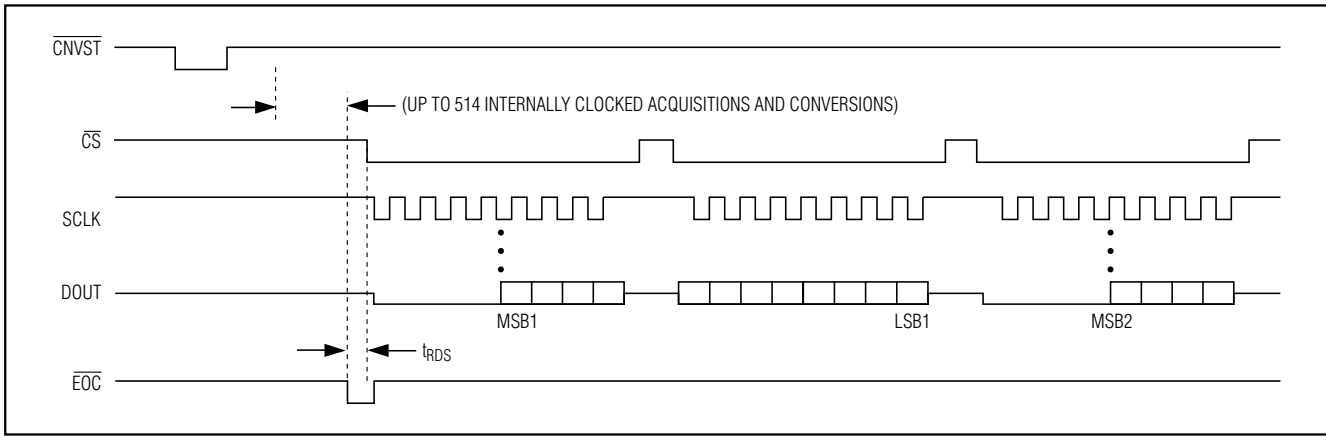 CNVST
(UP TO 514 INTERNALLY CLOCKED ACQUISITIONS AND CONVERSIONS)
CS
SCLK
DOUT
MSB1
LSB1
MSB2
tRDS
EOC